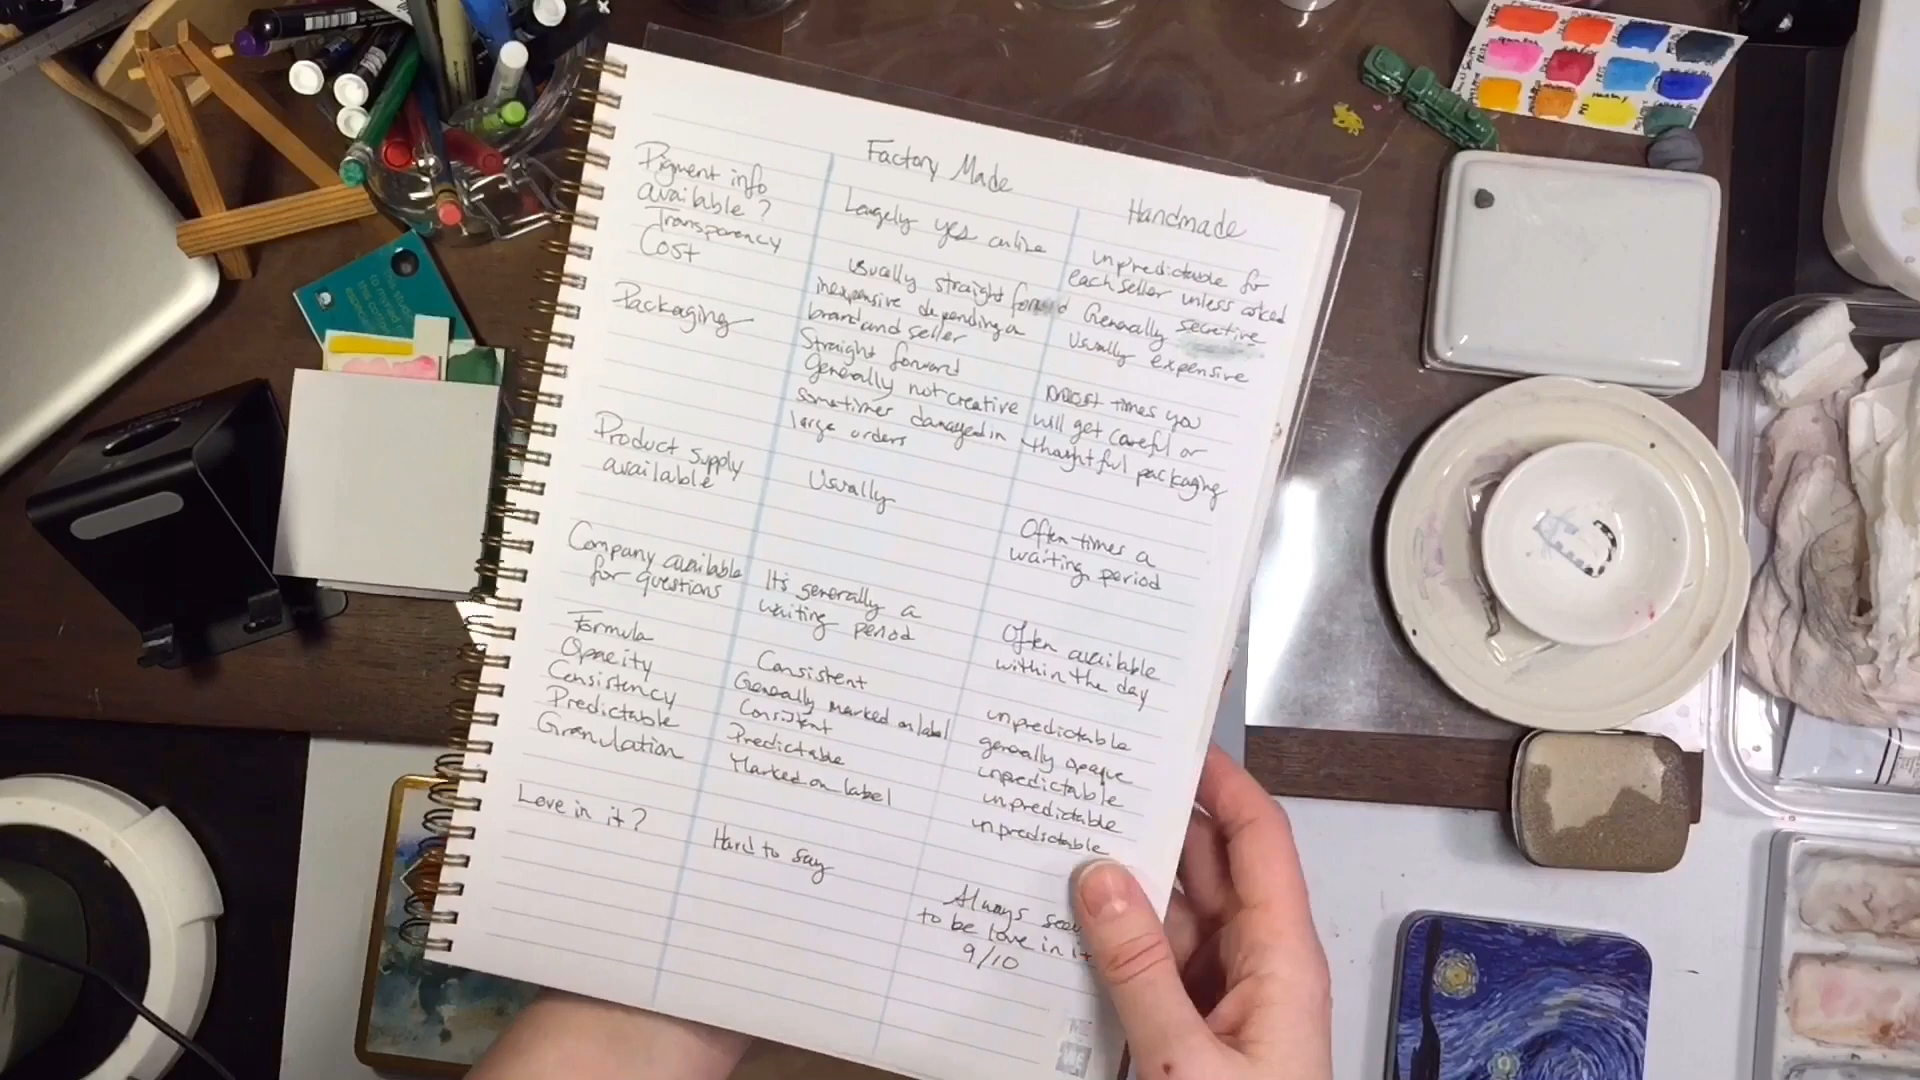 Factory Made
Handmade
Pigment info
available?
Largely yes online
unpredictable for
each seller unless asked
Transparency
usually straight forward
Generally secretive
Cost
inexpensive depending on
brand and seller
Usually expensive
Packaging
Straight forward
Generally not creative
sometimes damaged in
large orders
most times you
will get careful or
thoughtful packaging
Product Supply
available
Usually
Often times a
waiting period
Company available
for questions
It's generally a
waiting period
Often available
within the day
Formula
Consistent
unpredictable
Opacity
Generally marked on label
generally opaque
Consistency
Consistent
unpredictable
Predictable
Predictable
unpredictable
Granulation
Marked on label
unpredictable
Love in it?
Hard to say
Always
to be love in it
9/10